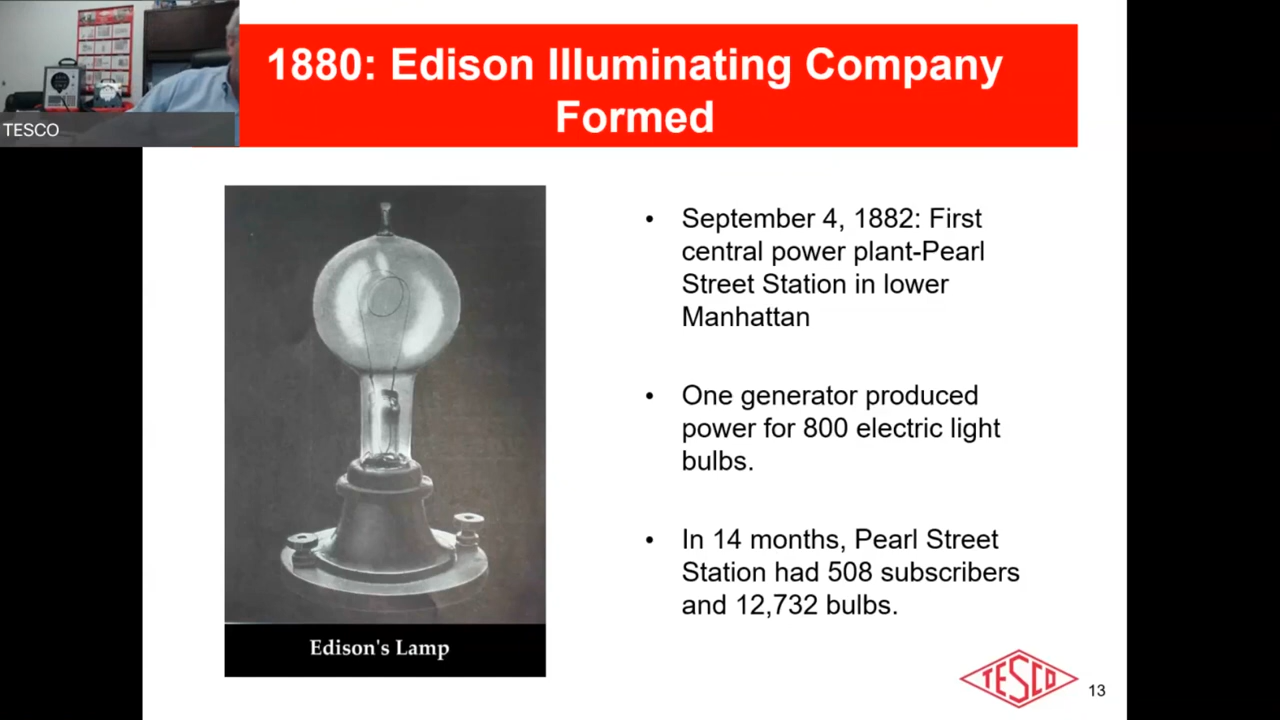 1880: Edison Illuminating Company
Formed
TESCO
• September 4, 1882: First
central power plant-Pearl
Street Station in lower
Manhattan
• One generator produced
power for 800 electric light
bulbs.
• In 14 months, Pearl Street
Station had 508 subscribers
and 12,732 bulbs.
Edison's Lamp
TESCO
13